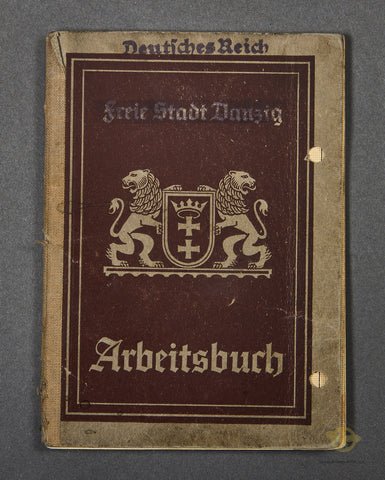 Deutsches Reich
Freie Stadt Danzig
Arbeitsbuch